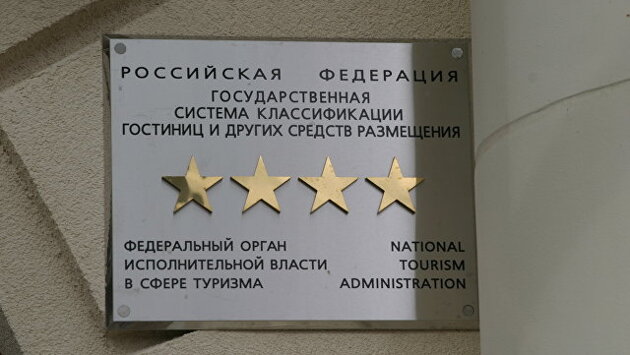 РОССИЙСКАЯ ФЕДЕРАЦИЯ
ГОСУДАРСТВЕННАЯ
СИСТЕМА КЛАССИФИКАЦИИ
ГОСТИНИЦ И ДРУГИХ СРЕДСТВ РАЗМЕЩЕНИЯ
ФЕДЕРАЛЬНЫЙ ОРГАН
ИСПОЛНИТЕЛЬНОЙ ВЛАСТИ
В СФЕРЕ ТУРИЗМА
NATIONAL
TOURISM
ADMINISTRATION